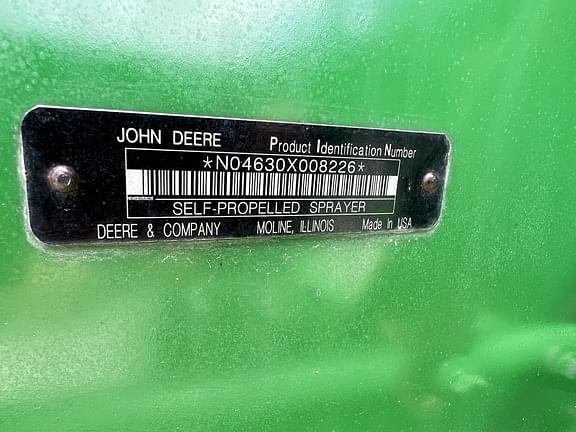 JOHN DEERE Product Identification Number
*N04630X008226*
SELF-PROPELLED SPRAYER
DEERE & COMPANY MOLINE, ILLINOIS Made In USA